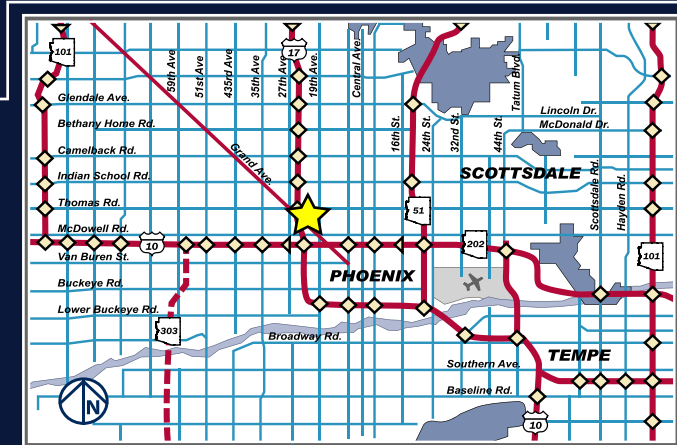 101
17
59th Ave
51st Ave
435rd Ave
35th Ave
27th Ave
19th Ave.
Central Ave.
Tatum Blvd.
Glendale Ave.
Lincoln Dr.
Bethany Home Rd.
McDonald Dr.
16th St.
24th St.
32nd St.
44th St.
Camelback Rd.
Grand Ave.
Indian School Rd.
SCOTTSDALE
Scottsdale Rd.
Hayden Rd.
Thomas Rd.
51
McDowell Rd.
10
202
Van Buren St.
101
PHOENIX
Buckeye Rd.
Lower Buckeye Rd.
303
Broadway Rd.
TEMPE
Southern Ave.
Baseline Rd.
N
10